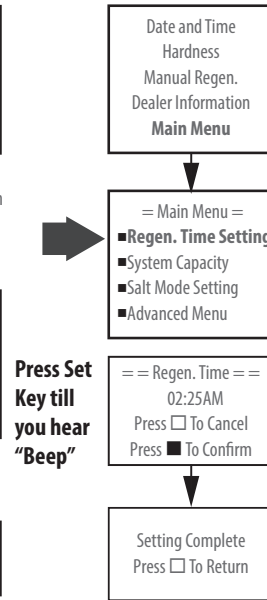 Date and Time
Hardness
Manual Regen.
Dealer Information
Main Menu
= Main Menu =
■Regen. Time Setting
■System Capacity
■Salt Mode Setting
■Advanced Menu
Press Set
Key till
you hear
“Beep”
= = Regen. Time = =
02:25AM
Press □ To Cancel
Press ■ To Confirm
Setting Complete
Press □ To Return